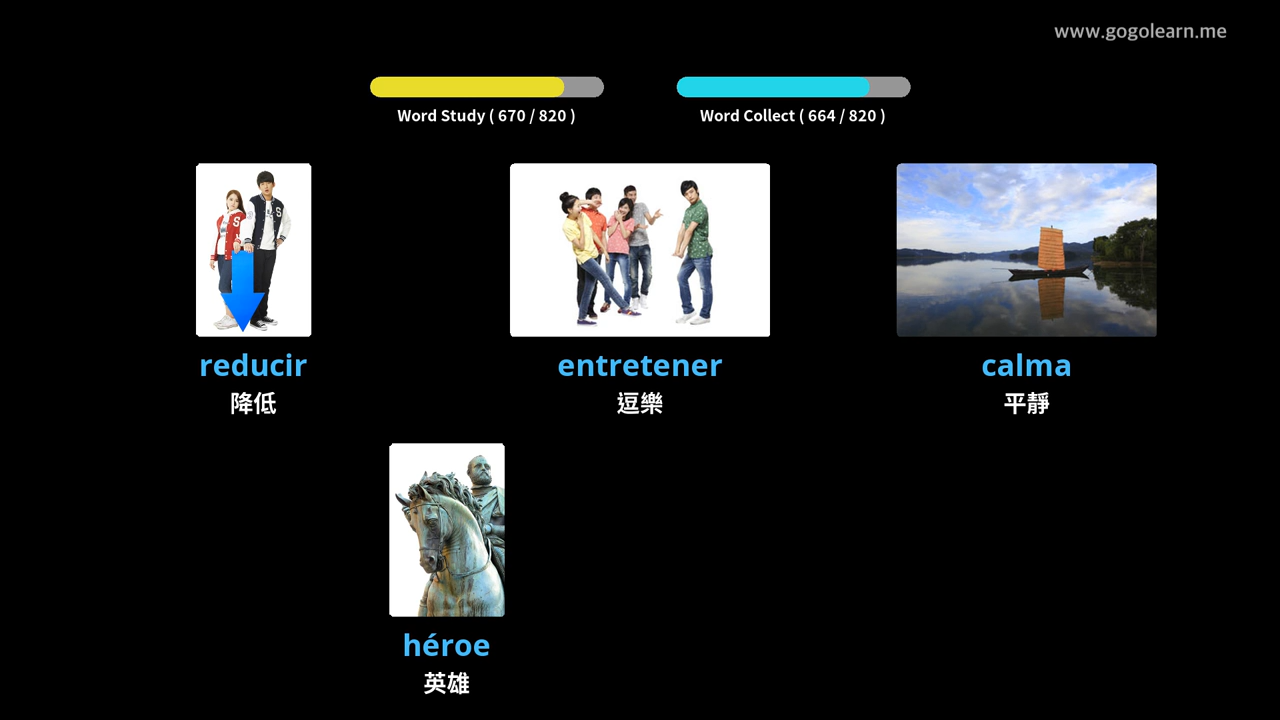 www.gogolearn.me
Word Study ( 670 / 820 )
Word Collect ( 664 / 820 )
reducir
降低
entretener
逗樂
calma
平靜
héroe
英雄